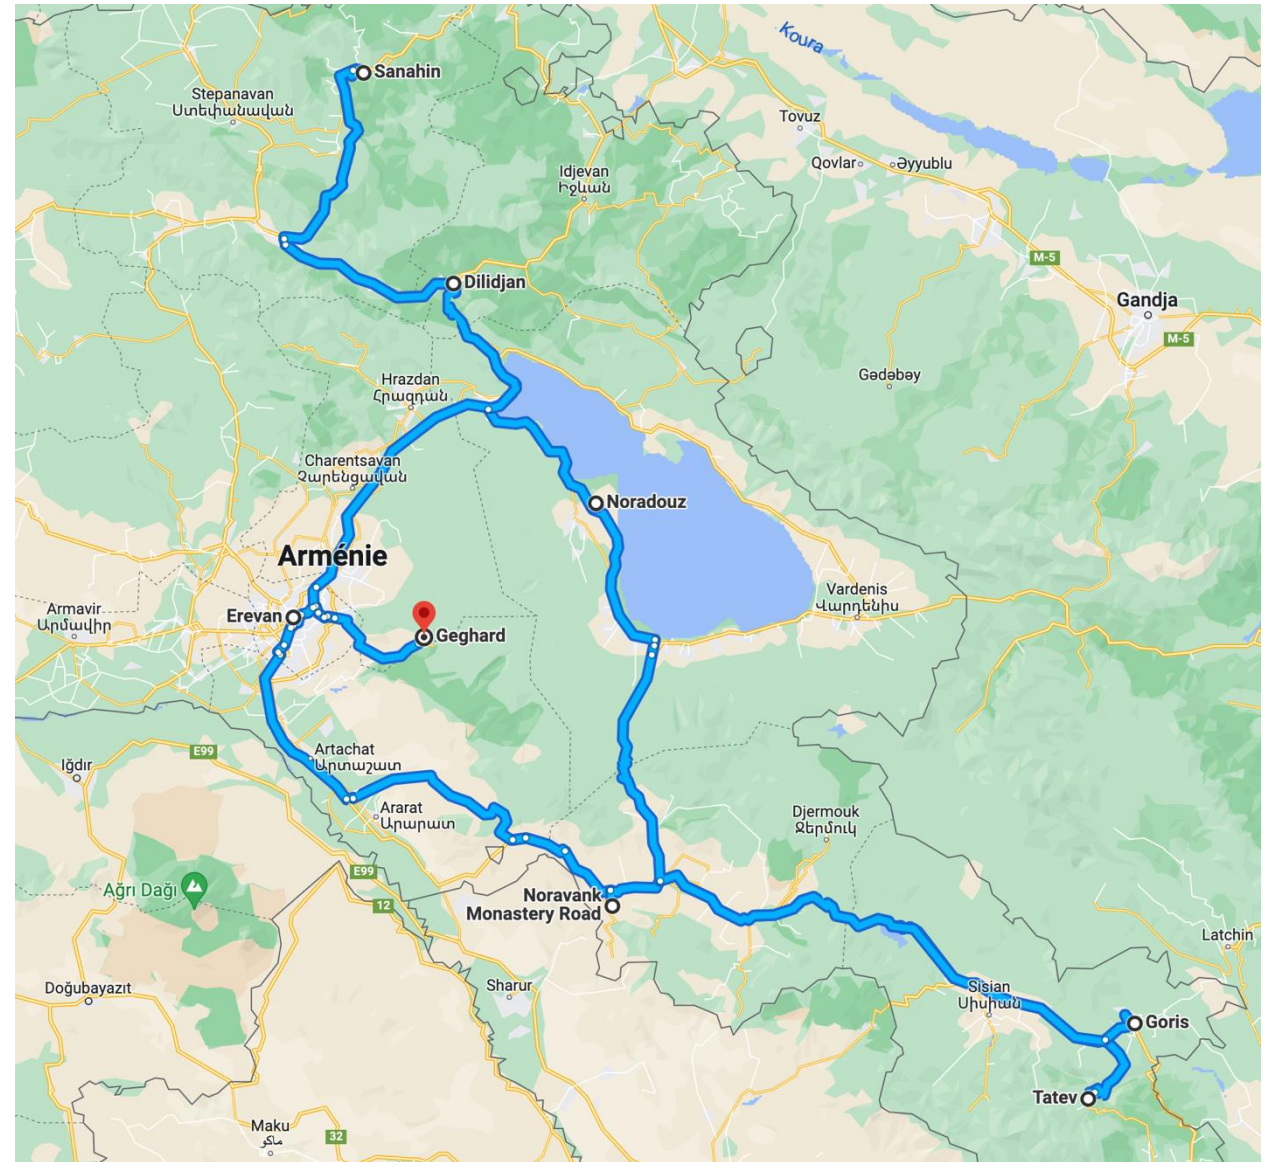 Koura
Sanahin
Stepanavan
Ստեփանավան
Tovuz
Qovlar
Əyyublu
Idjevan
Իջևան
M-5
Dilidjan
Gandja
M-5
Hrazdan
Հրազդան
Gədəbəy
Charentsavan
Չարենցավան
Noradouz
Arménie
Vardenis
Վարդենիս
Armavir
Արմավիր
Erevan
Geghard
E99
Iğdır
Artachat
Արտաշատ
Ararat
Արարատ
Djermouk
Ջերմուկ
E99
Ağrı Dağı
12
Noravank
Monastery Road
Latchin
Doğubayazıt
Sharur
Sisian
Սիսիան
Goris
Tatev
Maku
ماكو
32